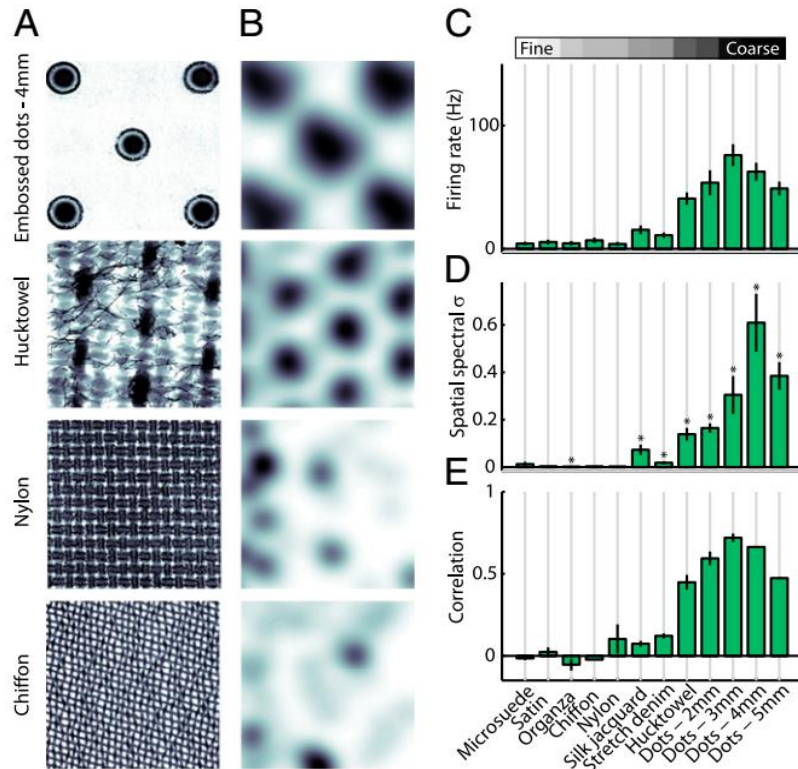 A
B
C
Embossed dots - 4mm
Hucktowel
Nylon
Chiffon
Fine
Coarse
Firing rate (Hz)
100
0
D
Spatial spectral σ
0.6
0.4
0.2
0
* * * * * * * *
E
Correlation
1
0.5
0
Microsuede
Satin
Organza
Chiffon
Nylon
Silk jacquard
Stretch denim
Hucktowel
Dots – 2mm
Dots – 3mm
Dots – 4mm
Dots – 5mm